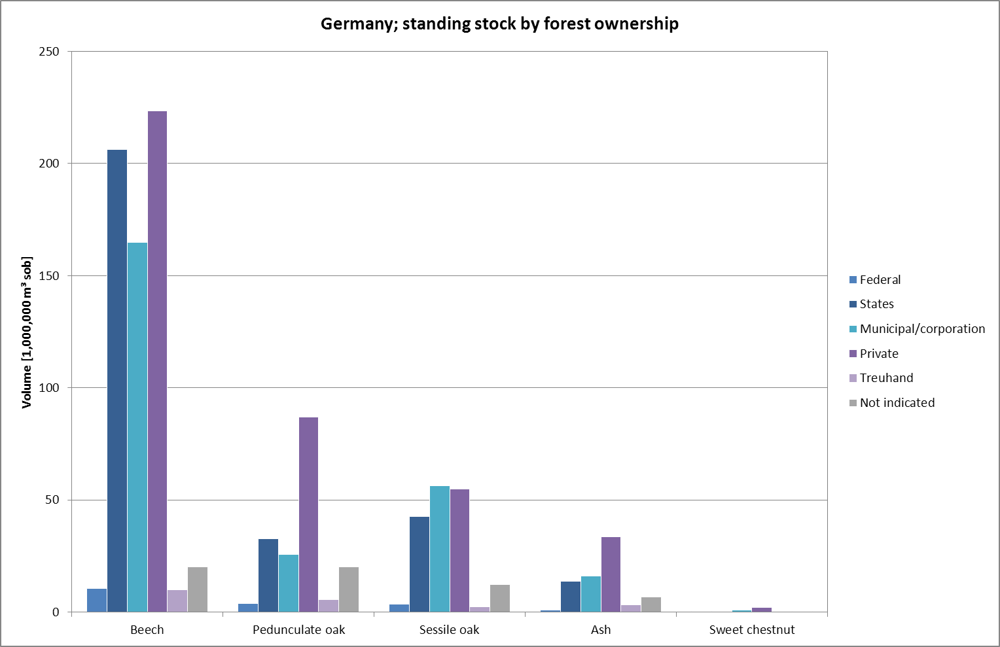 Germany; standing stock by forest ownership
Volume [1,000,000 m³ sob]
250
200
150
100
50
0
Beech
Pedunculate oak
Sessile oak
Ash
Sweet chestnut
Federal
States
Municipal/corporation
Private
Treuhand
Not indicated